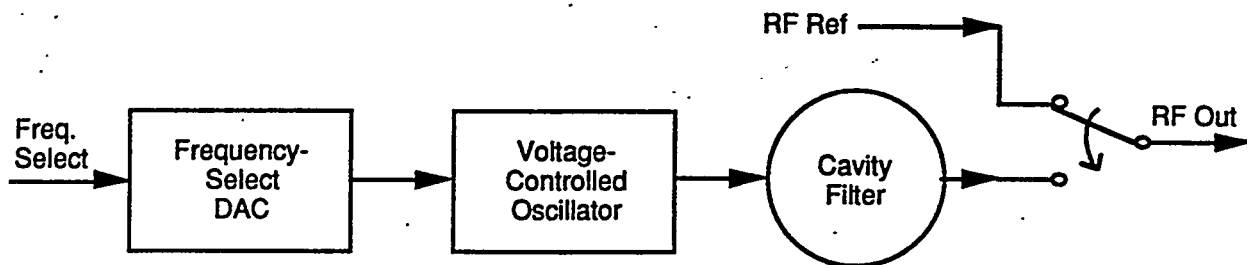 RF Ref
Freq.
Select
Frequency-
Select
DAC
Voltage-
Controlled
Oscillator
Cavity
Filter
RF Out